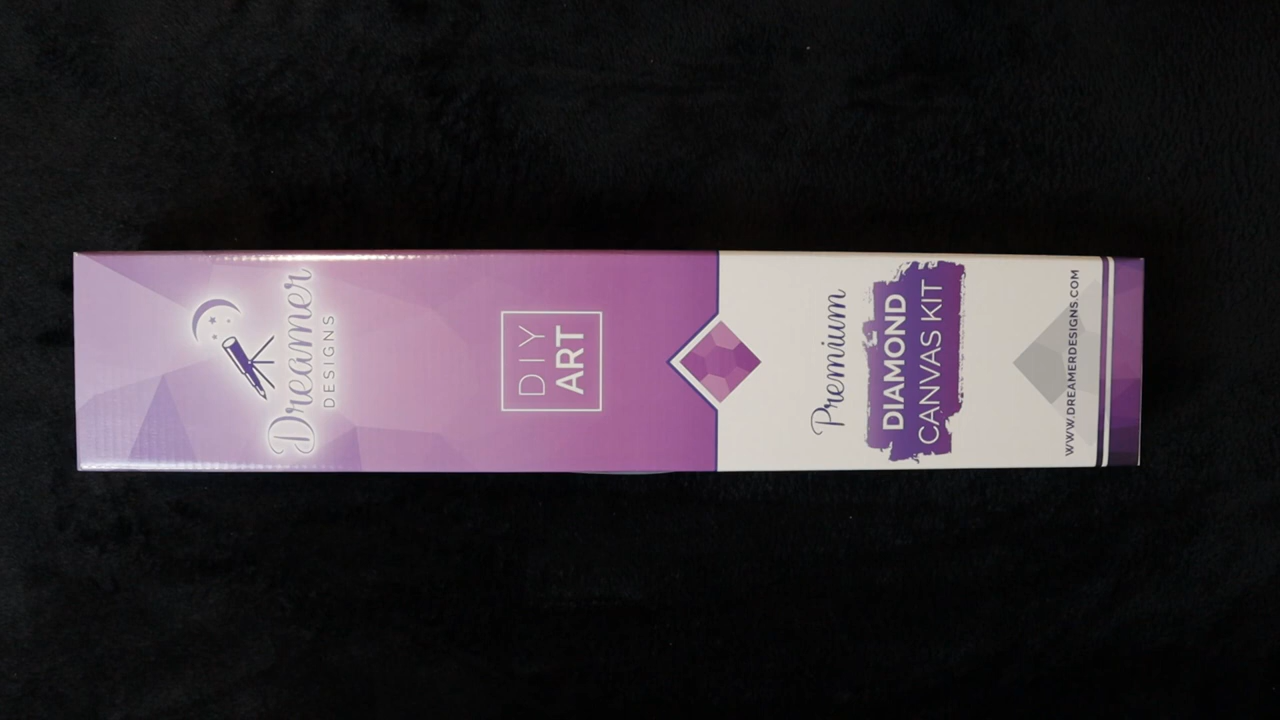 Dreamer
DESIGNS
DIY
ART
Premium
DIAMOND
CANVAS KIT
WWW.DREAMERDESIGNS.COM